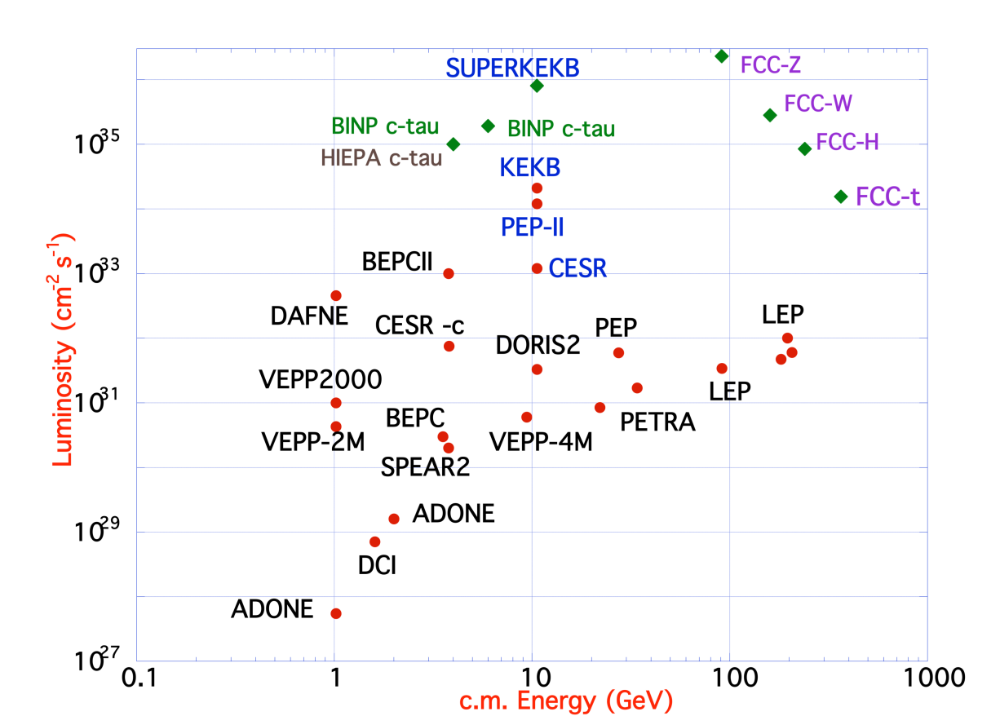 SUPERKEKB
FCC-Z
FCC-W
BINP c-tau
BINP c-tau
10^35
FCC-H
HIEPA c-tau
KEKB
FCC-t
PEP-II
BEPCII
10^33
CESR
DAFNE
LEP
CESR -c
PEP
DORIS2
VEPP2000
LEP
10^31
BEPC
PETRA
VEPP-2M
VEPP-4M
SPEAR2
ADONE
10^29
DCI
ADONE
10^27
Luminosity (cm^-2 s^-1)
0.1 1 10 100 1000
c.m. Energy (GeV)